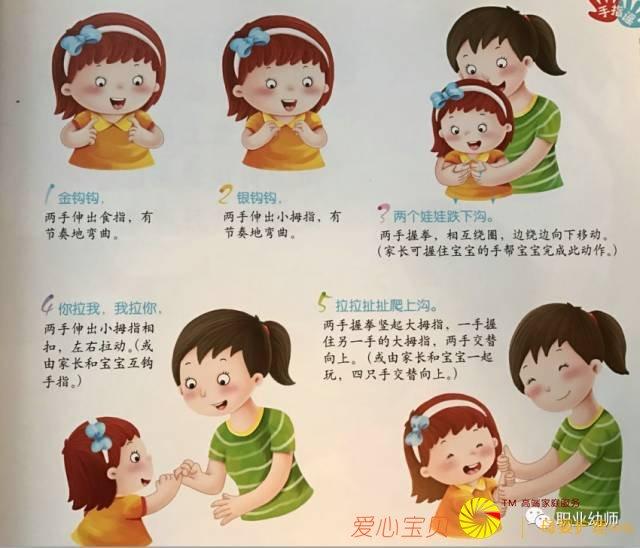 手指谣
1 金钩钩,
两手伸出食指,有
节奏地弯曲。
2 银钩钩,
两手伸出小拇指,有
节奏地弯曲。
3 两个娃娃跌下沟。
两手握拳,相互绕圈,边绕边向下移动。
(家长可握住宝宝的手帮宝宝完成此动作。)
4 你拉我,我拉你,
两手伸出小拇指相
扣,左右拉动。(或
由家长和宝宝互钩
手指。)
5 拉拉扯扯爬上沟。
两手握拳竖起大拇指,一手握
住另一手的大拇指,两手交替
向上。(或由家长和宝宝一起
玩,四只手交替向上。)
爱心宝贝
TM 高端家庭服务
职业幼师